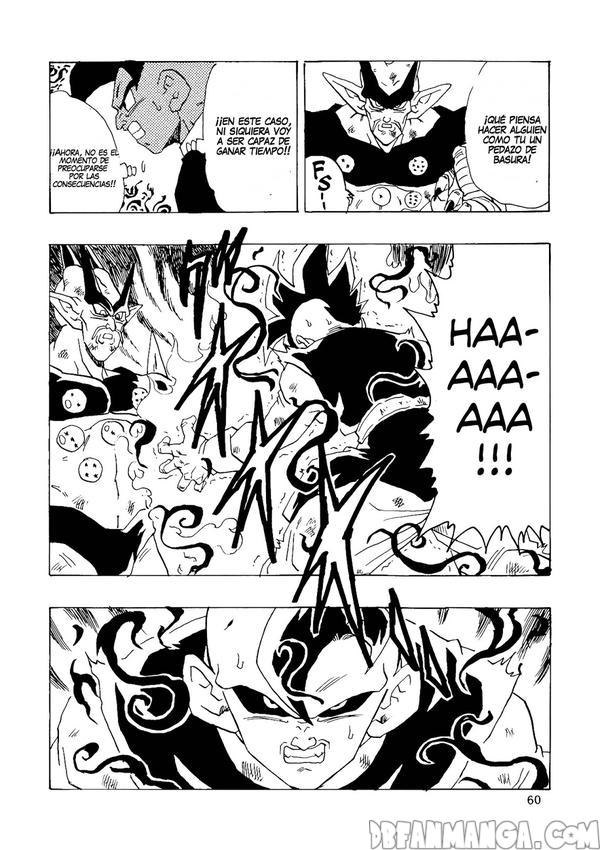 ¡QUÉ PIENSA
HACER ALGUIEN
COMO TU UN
PEDAZO DE
BASURA!
¡¡EN ESTE CASO,
NI SIQUIERA VOY
A SER CAPAZ DE
GANAR TIEMPO!!
¡¡AHORA, NO ES EL
MOMENTO DE
PREOCUPARSE
POR LAS
CONSECUENCIAS!!
HAA-
AAA-
AAA
!!!
60
DBFANMANGA.COM